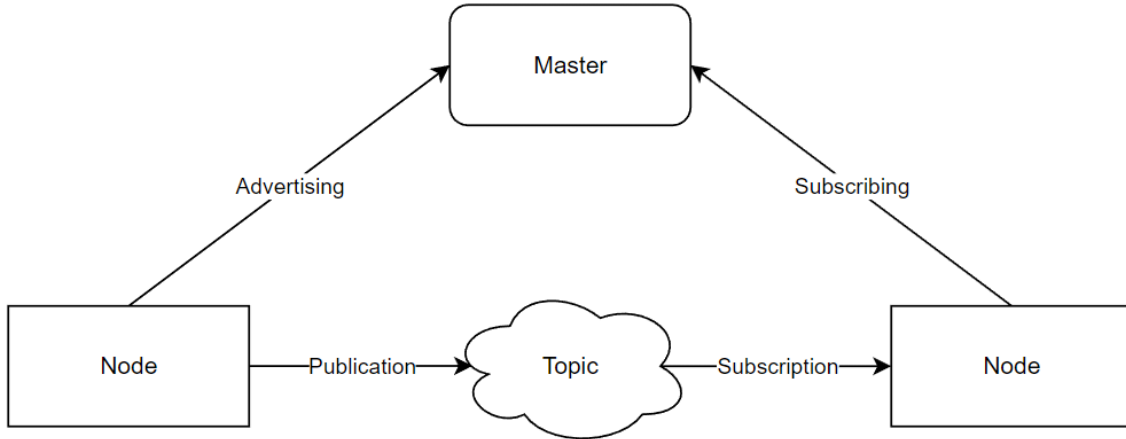 Master
Advertising
Subscribing
Node
Publication
Topic
Subscription
Node